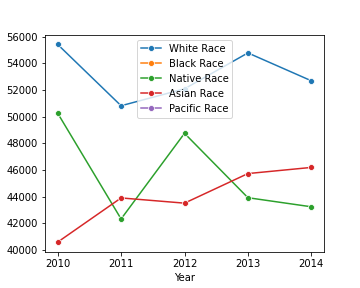 56000
54000
52000
50000
48000
46000
44000
42000
40000
White Race
Black Race
Native Race
Asian Race
Pacific Race
2010 2011 2012 2013 2014
Year